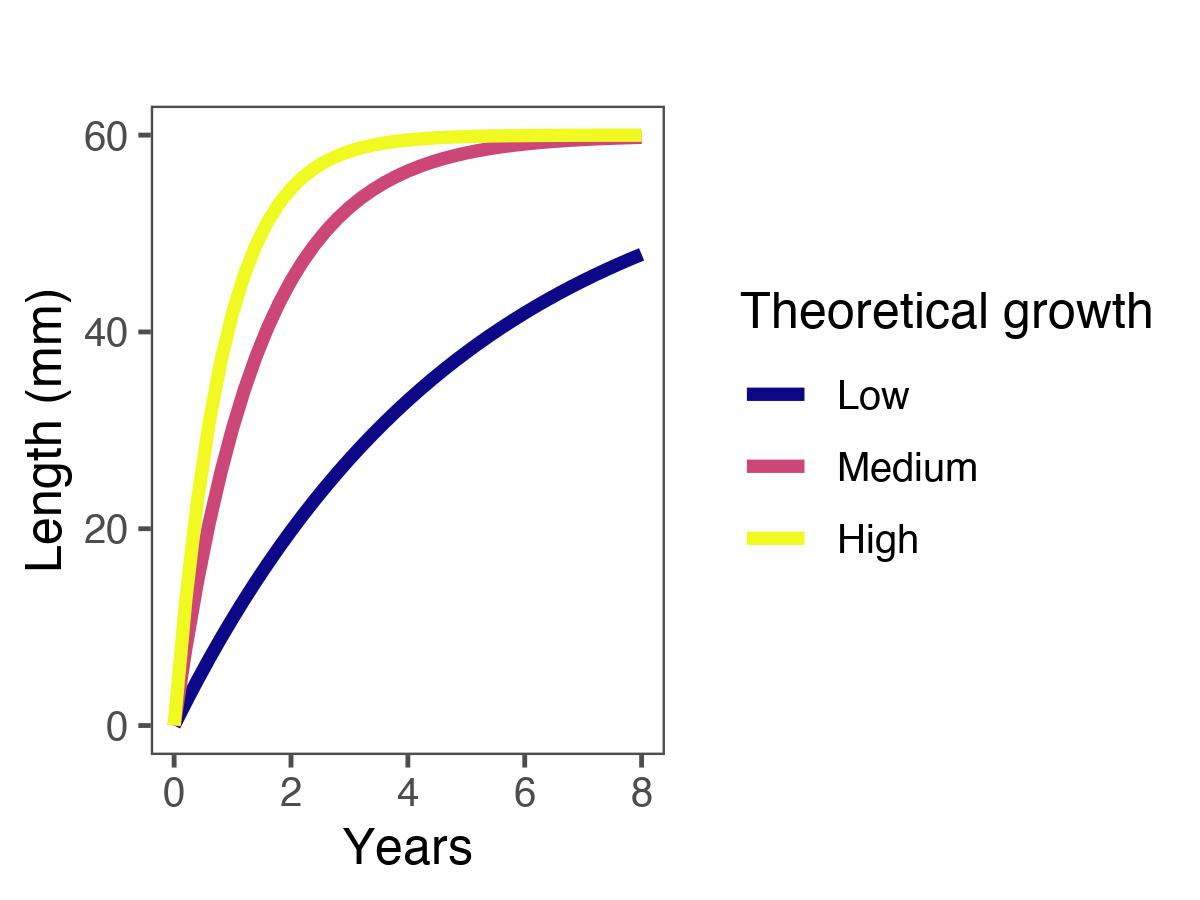 60
40
20
0
Length (mm)
0 2 4 6 8
Years
Theoretical growth
Low
Medium
High